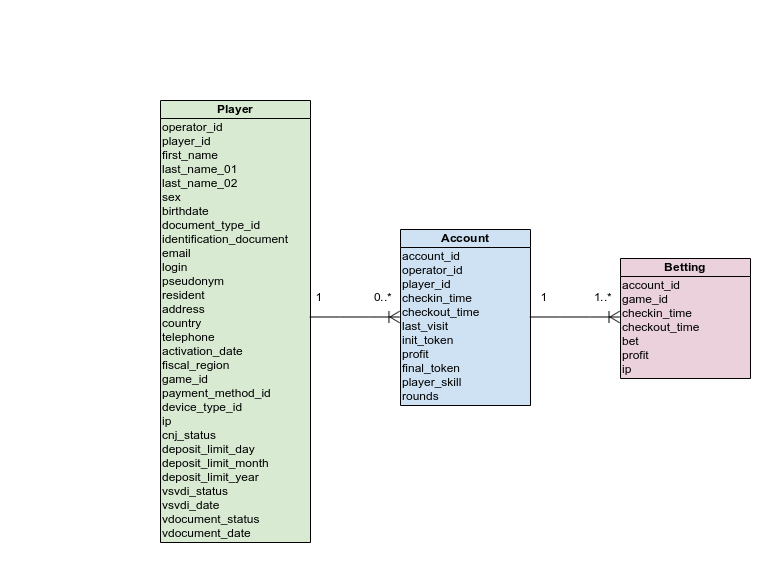 Player
operator_id
player_id
first_name
last_name_01
last_name_02
sex
birthdate
document_type_id
identification_document
email
login
pseudonym
resident
address
country
telephone
activation_date
fiscal_region
game_id
payment_method_id
device_type_id
ip
cnj_status
deposit_limit_day
deposit_limit_month
deposit_limit_year
vsvdi_status
vsvdi_date
vdocument_status
vdocument_date
1
0..*
Account
account_id
operator_id
player_id
checkin_time
checkout_time
last_visit
init_token
profit
final_token
player_skill
rounds
1
1..*
Betting
account_id
game_id
checkin_time
checkout_time
bet
profit
ip